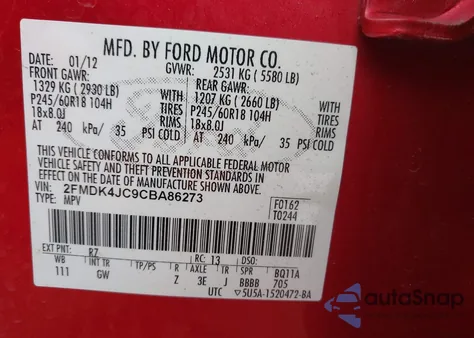 MFD. BY FORD MOTOR CO.
DATE: 01/12 GVWR: 2531 KG ( 5580 LB)
FRONT GAWR: REAR GAWR:
1329 KG ( 2930 LB) 1207 KG ( 2660 LB)
P245/60R18 104H TIRES P245/60R18 104H TIRES
18x8.0J RIMS 18x8.0J RIMS
AT 240 kPa/ 35 PSI COLD AT 240 kPa/ 35 PSI COLD
THIS VEHICLE CONFORMS TO ALL APPLICABLE FEDERAL MOTOR
VEHICLE SAFETY, BUMPER, AND THEFT PREVENTION STANDARDS
IN EFFECT ON THE DATE OF MANUFACTURE SHOWN ABOVE.
VIN: 2FMDK4JC9CBA86273 F0162
TYPE: MPV T0244
EXT PNT: RZ RC: 13 DSO:
WB INT TR TP/PS R AXLE TR SPR BQ11A
111 GW Z 3E J BBBB 705
UTC 5U5A-1520472-BA
Ford
AutoSnap